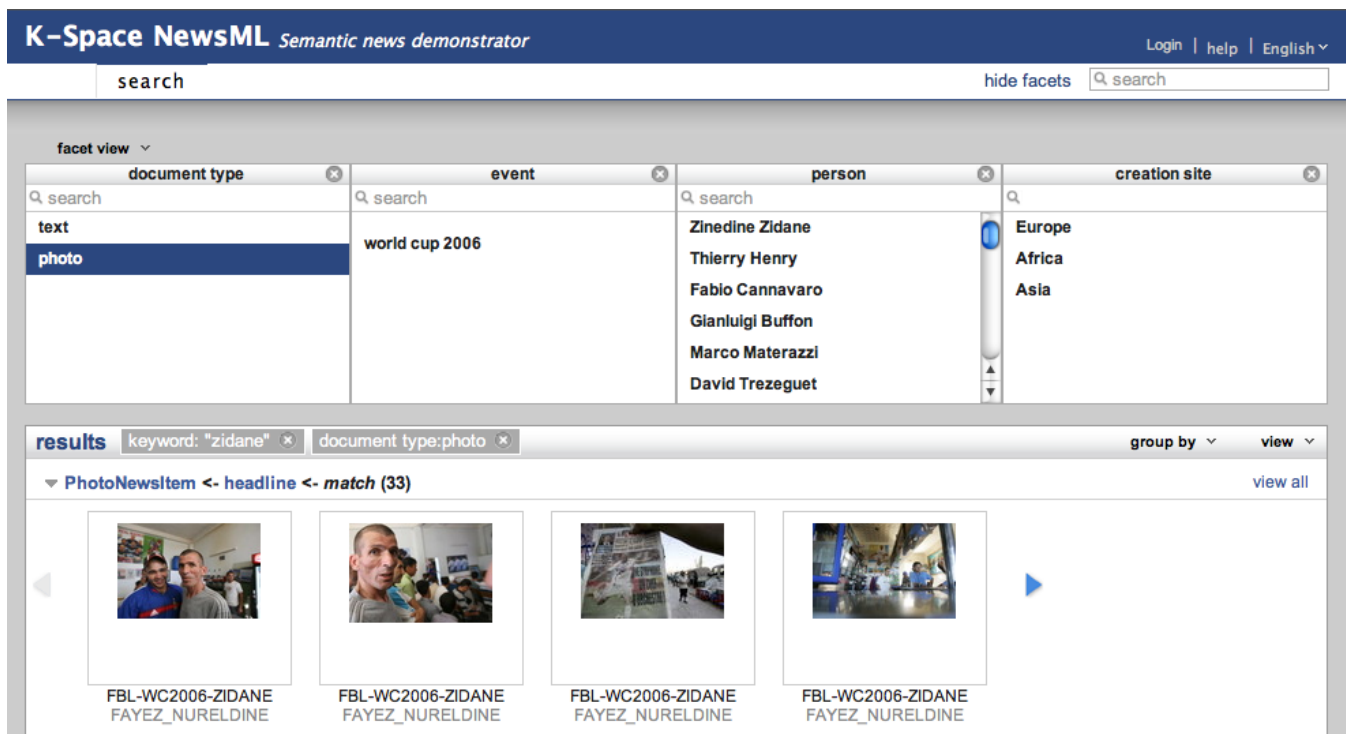 K-Space NewsML Semantic news demonstrator
Login | help | English
search
hide facets
search
facet view
document type
event
person
creation site
search
search
search
text
photo
world cup 2006
Zinedine Zidane
Thierry Henry
Fabio Cannavaro
Gianluigi Buffon
Marco Materazzi
David Trezeguet
Europe
Africa
Asia
results
keyword: "zidane"
document type:photo
group by
view
PhotoNewsItem <- headline <- match (33)
view all
FBL-WC2006-ZIDANE
FAYEZ_NURELDINE
FBL-WC2006-ZIDANE
FAYEZ_NURELDINE
FBL-WC2006-ZIDANE
FAYEZ_NURELDINE
FBL-WC2006-ZIDANE
FAYEZ_NURELDINE